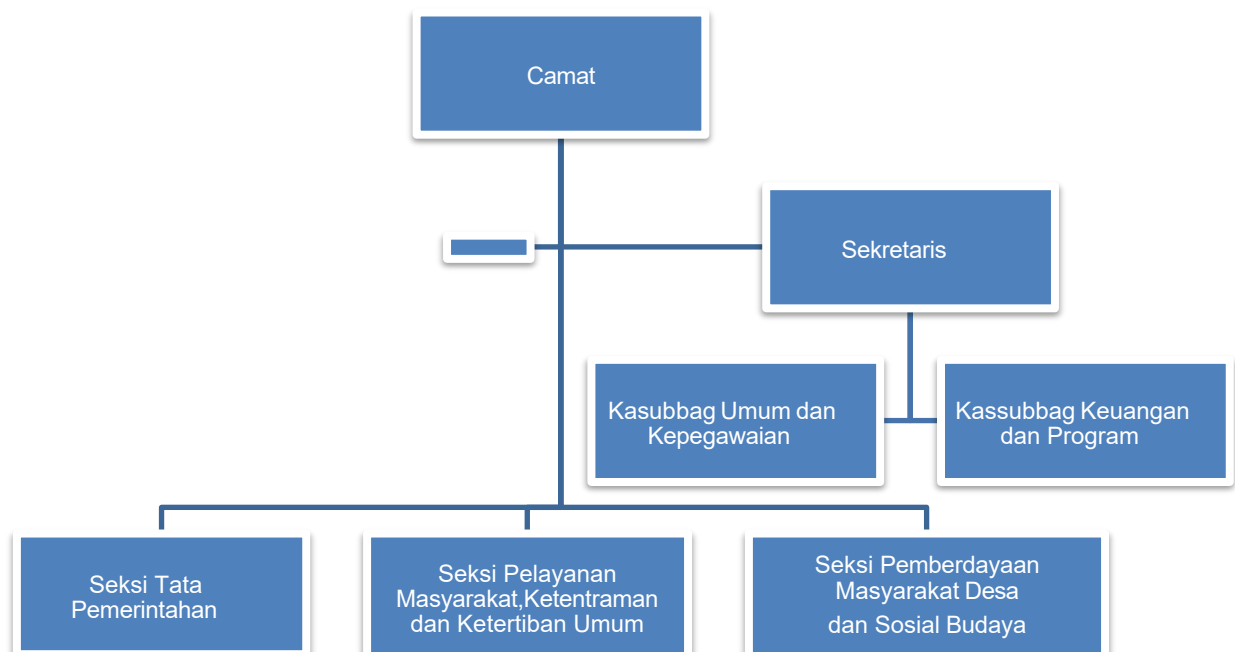 Camat
Sekretaris
Kasubbag Umum dan
Kepegawaian
Kassubbag Keuangan
dan Program
Seksi Tata
Pemerintahan
Seksi Pelayanan
Masyarakat,Ketentraman
dan Ketertiban Umum
Seksi Pemberdayaan
Masyarakat Desa
dan Sosial Budaya